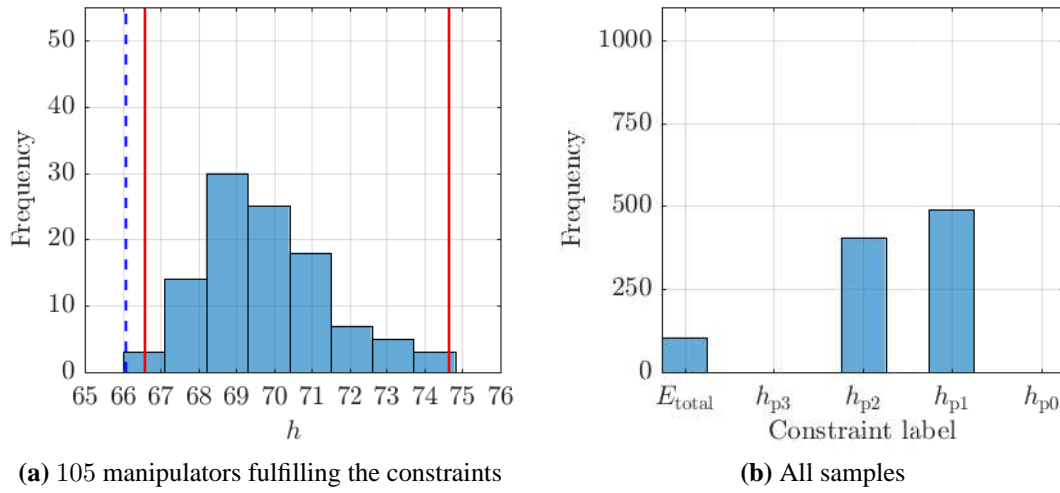 50
40
30
20
10
0
Frequency
65 66 67 68 69 70 71 72 73 74 75 76
h
(a) 105 manipulators fulfilling the constraints
1000
750
500
250
0
Frequency
E_total h_p3 h_p2 h_p1 h_p0
Constraint label
(b) All samples